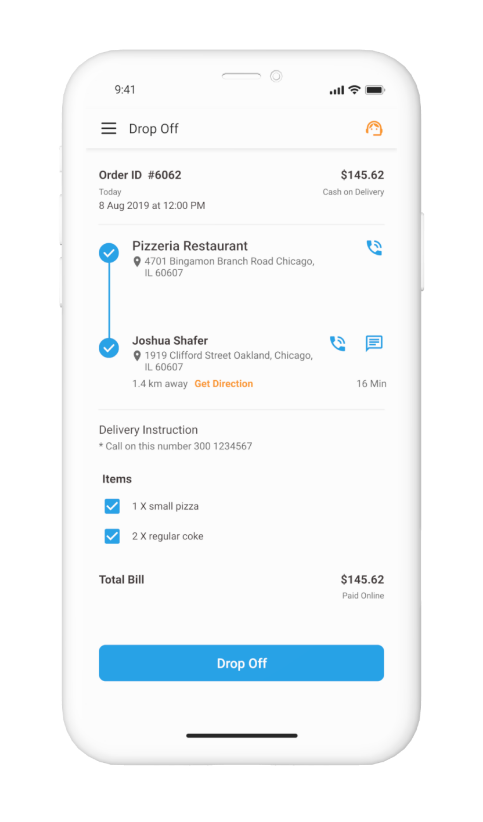 9:41
Drop Off
Order ID #6062 $145.62
Today Cash on Delivery
8 Aug 2019 at 12:00 PM
Pizzeria Restaurant
4701 Bingamon Branch Road Chicago,
IL 60607
Joshua Shafer
1919 Clifford Street Oakland, Chicago,
IL 60607
1.4 km away Get Direction 16 Min
Delivery Instruction
* Call on this number 300 1234567
Items
1 X small pizza
2 X regular coke
Total Bill $145.62
Paid Online
Drop Off